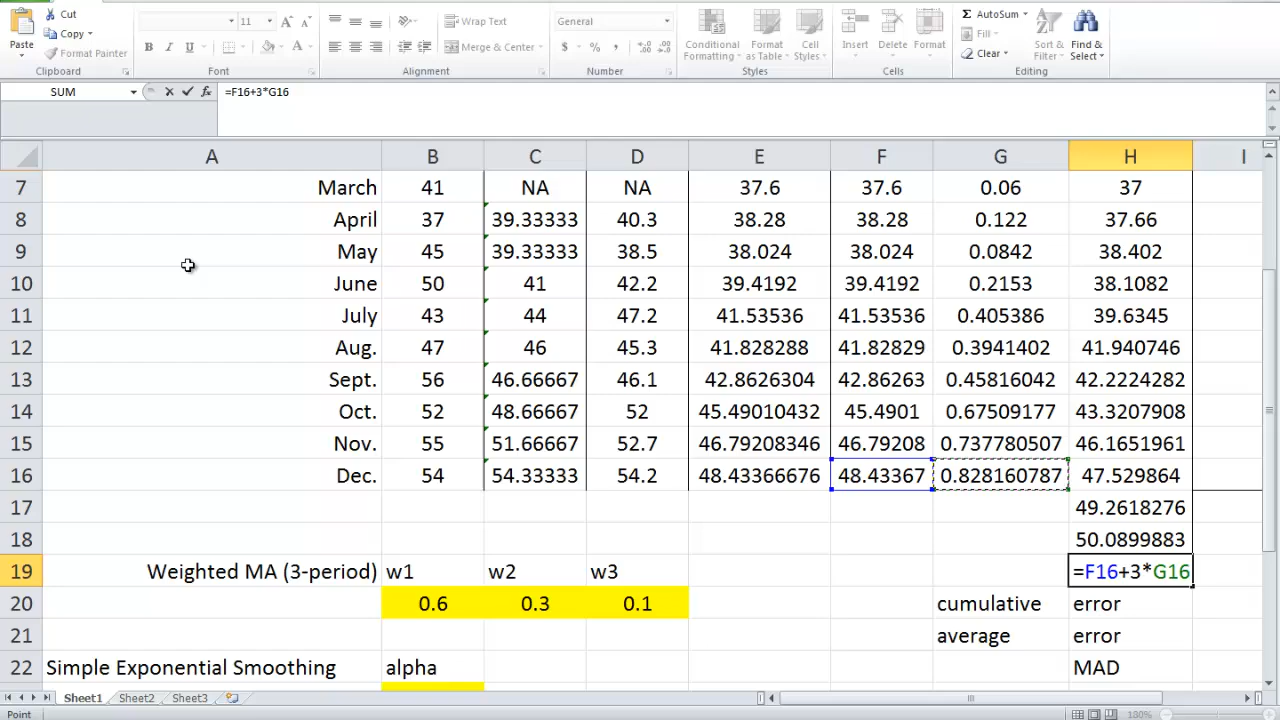 Cut
Copy
Format Painter
Paste
Clipboard
11
A A
B I U
A
Font
Wrap Text
Merge & Center
Alignment
General
$ % ,
Number
Conditional Formatting
Format as Table
Cell Styles
Styles
Insert
Delete
Format
Cells
Σ AutoSum
Fill
Clear
Sort & Filter
Find & Select
Editing
SUM
fx
=F16+3*G16
A B C D E F G H I
7 March 41 NA NA 37.6 37.6 0.06 37
8 April 37 39.33333 40.3 38.28 38.28 0.122 37.66
9 May 45 39.33333 38.5 38.024 38.024 0.0842 38.402
10 June 50 41 42.2 39.4192 39.4192 0.2153 38.1082
11 July 43 44 47.2 41.53536 41.53536 0.405386 39.6345
12 Aug. 47 46 45.3 41.828288 41.82829 0.3941402 41.940746
13 Sept. 56 46.66667 46.1 42.8626304 42.86263 0.45816042 42.2224282
14 Oct. 52 48.66667 52 45.49010432 45.4901 0.67509177 43.3207908
15 Nov. 55 51.66667 52.7 46.79208346 46.79208 0.737780507 46.1651961
16 Dec. 54 54.33333 54.2 48.43366676 48.43367 0.828160787 47.529864
17 49.2618276
18 50.0899883
19 Weighted MA (3-period) w1 w2 w3 =F16+3*G16
20 0.6 0.3 0.1 cumulative error
21 average error
22 Simple Exponential Smoothing alpha MAD
Sheet1 Sheet2 Sheet3
Point 180%